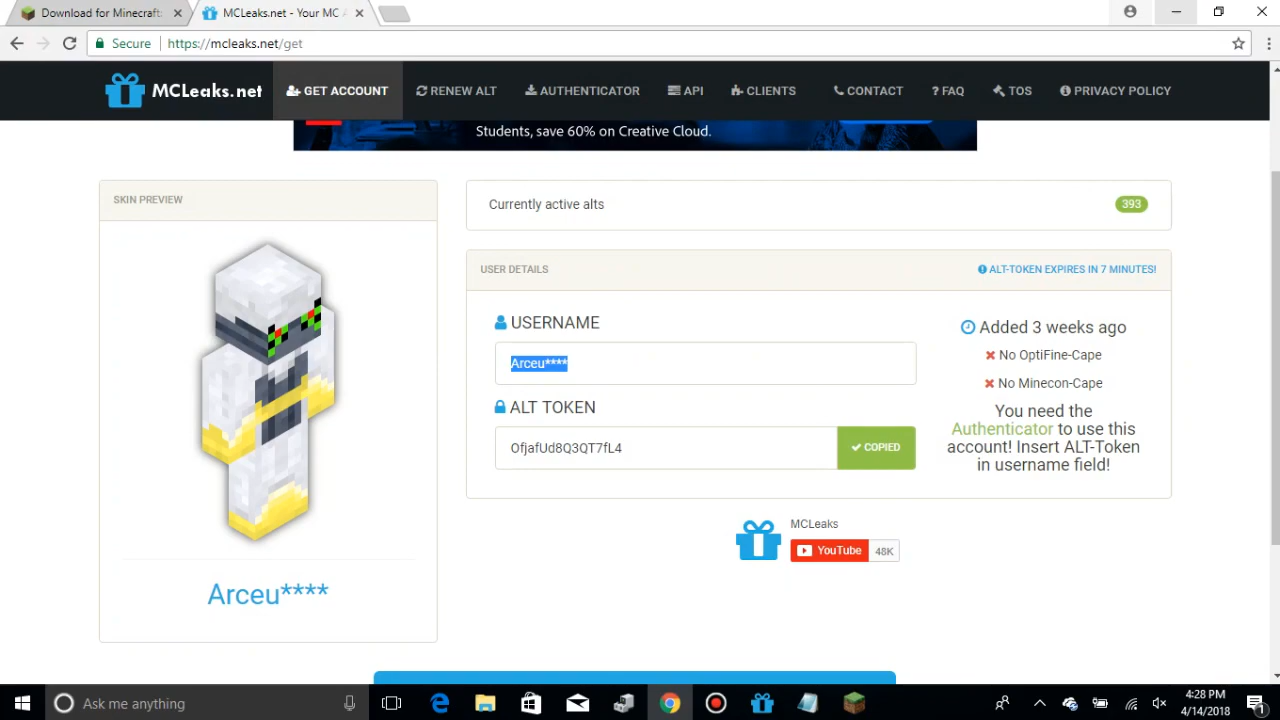 Download for Minecraft:
MCLeaks.net - Your MC A
Secure
https://mcleaks.net/get
MCLeaks.net
GET ACCOUNT
RENEW ALT
AUTHENTICATOR
API
CLIENTS
CONTACT
? FAQ
TOS
PRIVACY POLICY
Students, save 60% on Creative Cloud.
SKIN PREVIEW
Arceu****
Currently active alts
393
USER DETAILS
ALT-TOKEN EXPIRES IN 7 MINUTES!
USERNAME
Arceu****
ALT TOKEN
OfjafUd8Q3QT7fL4
COPIED
Added 3 weeks ago
No OptiFine-Cape
No Minecon-Cape
You need the
Authenticator to use this
account! Insert ALT-Token
in username field!
MCLeaks
YouTube
48K
Ask me anything
4:28 PM
4/14/2018
1